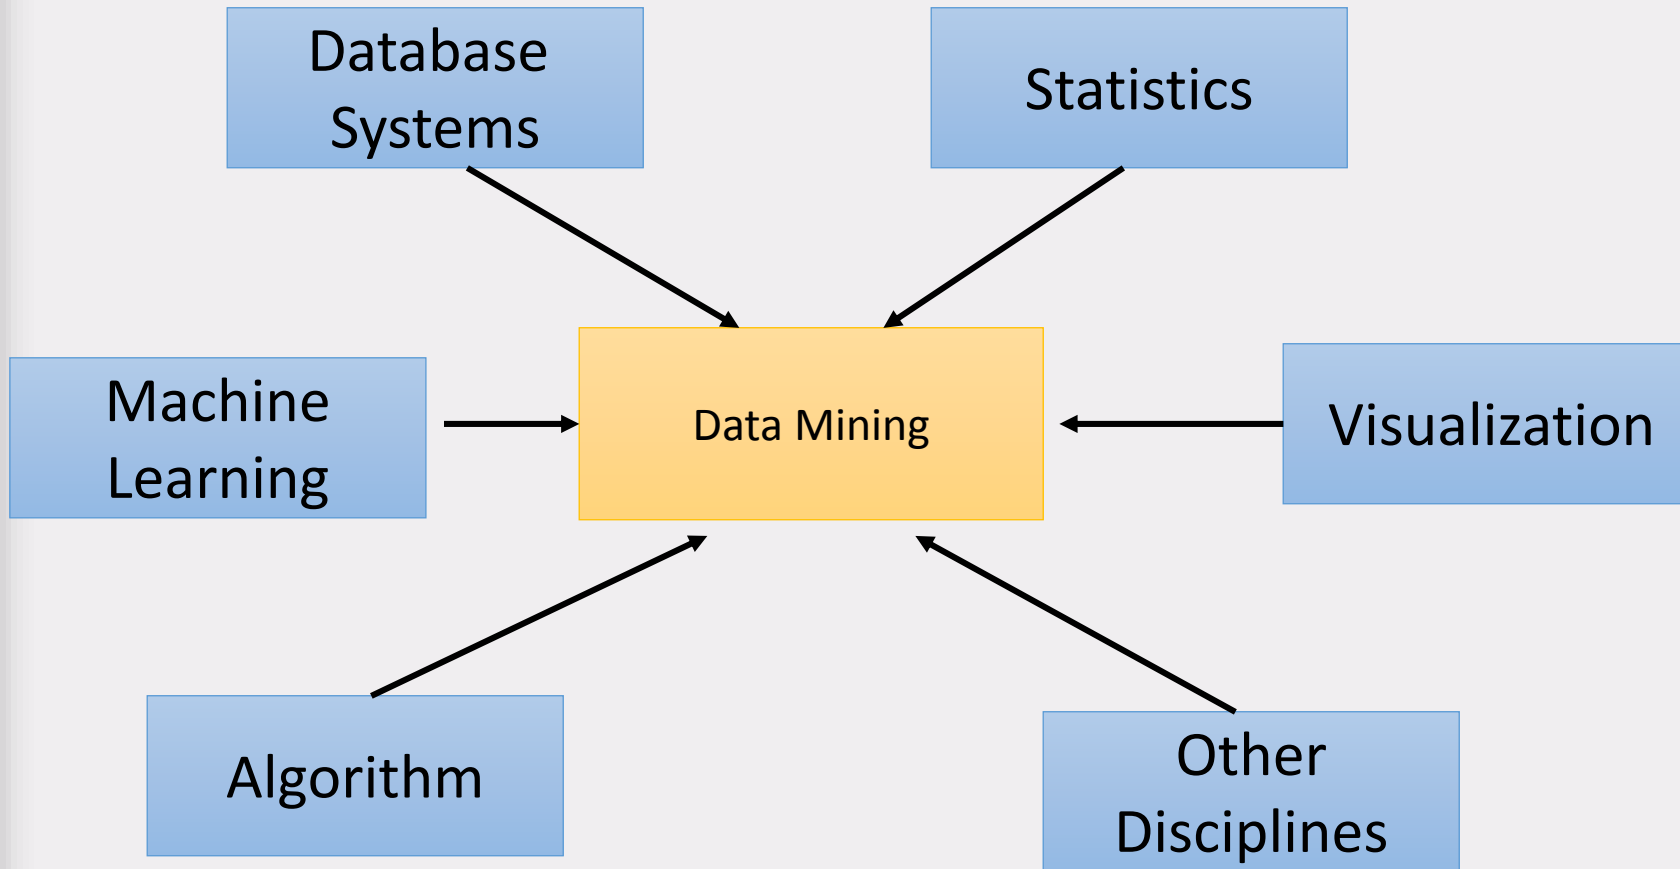 Database
Systems
Statistics
Machine
Learning
Data Mining
Visualization
Algorithm
Other
Disciplines